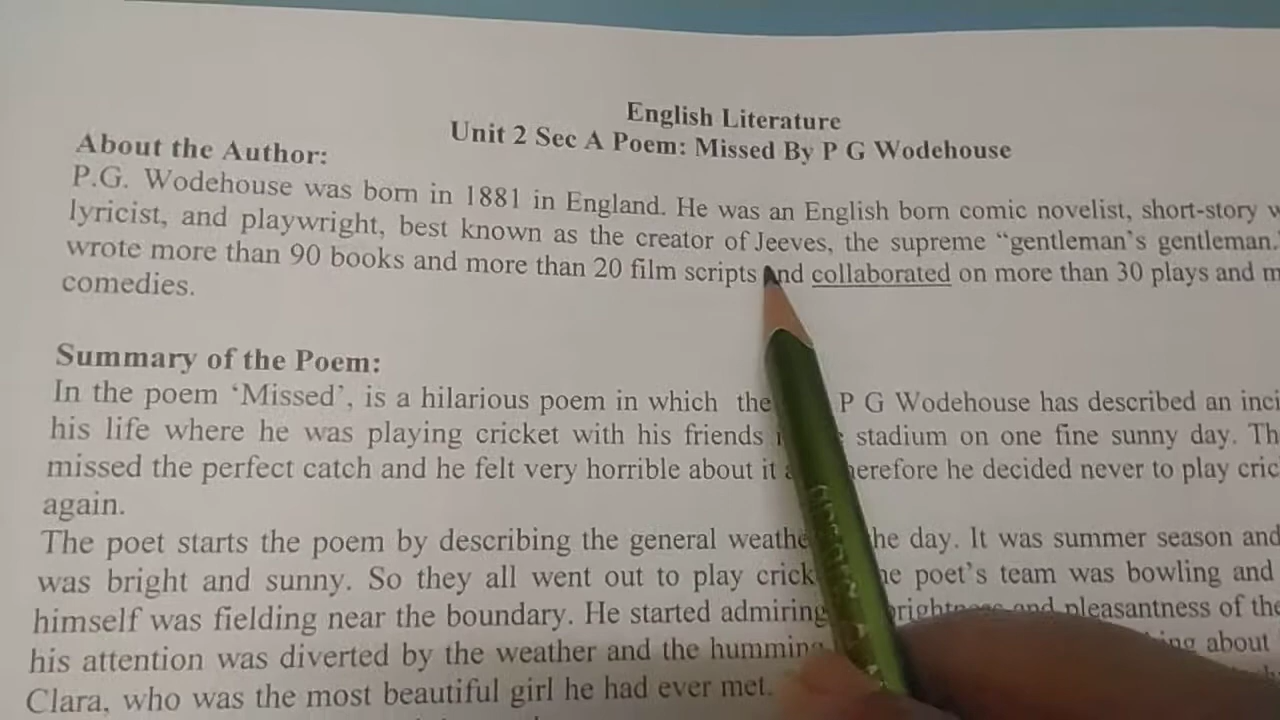 English Literature
Unit 2 Sec A Poem: Missed By P G Wodehouse
About the Author:
P.G. Wodehouse was born in 1881 in England. He was an English born comic novelist, short-story
lyricist, and playwright, best known as the creator of Jeeves, the supreme “gentleman’s gentleman.
wrote more than 90 books and more than 20 film scripts and collaborated on more than 30 plays and
comedies.
Summary of the Poem:
In the poem ‘Missed’, is a hilarious poem in which the P G Wodehouse has described an
his life where he was playing cricket with his friends stadium on one fine sunny day.
missed the perfect catch and he felt very horrible about it therefore he decided never to play
again.
The poet starts the poem by describing the general the day. It was summer season and
was bright and sunny. So they all went out to play poet’s team was bowling and
himself was fielding near the boundary. He started admiring brightness and pleasantness of the
his attention was diverted by the weather and the humming about
Clara, who was the most beautiful girl he had ever met.